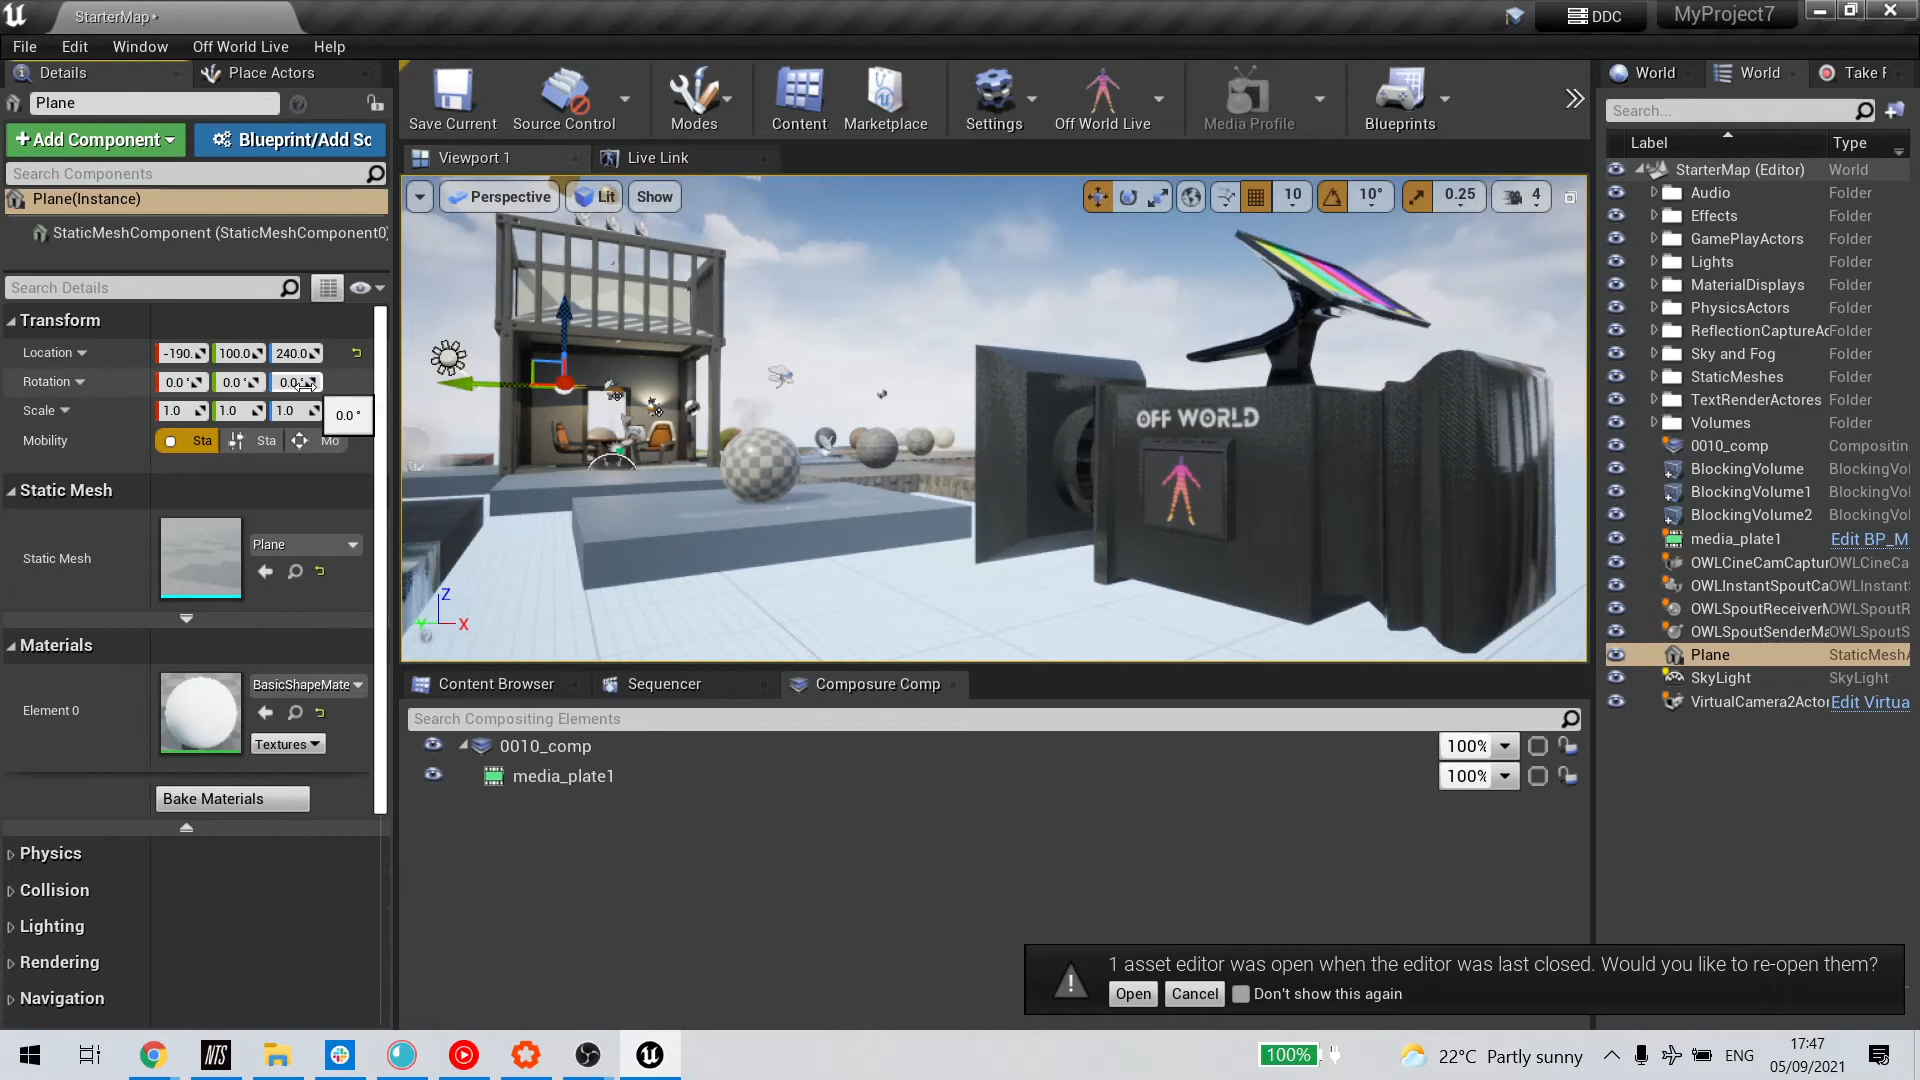 StarterMap•
DDC
MyProject7
File
Edit
Window
Off World Live
Help
Details
Place Actors
World
World
Take R
Plane
Save Current
Source Control
Modes
Content
Marketplace
Settings
Off World Live
Media Profile
Blueprints
Search...
+Add Component
Blueprint/Add Sc
Label
Type
Search Components
Viewport 1
Live Link
Plane(Instance)
StaticMeshComponent (StaticMeshComponent0)
Perspective
Lit
Show
10
10°
0.25
4
StarterMap (Editor)
World
Audio
Folder
Effects
Folder
GamePlayActors
Folder
Lights
Folder
MaterialDisplays
Folder
PhysicsActors
Folder
ReflectionCaptureAc
Folder
Sky and Fog
Folder
StaticMeshes
Folder
TextRenderActores
Folder
Volumes
Folder
0010_comp
Compositin
BlockingVolume
BlockingVol
BlockingVolume1
BlockingVol
BlockingVolume2
BlockingVol
media_plate1
Edit BP_M
OWLCineCamCaptur
OWLCineCa
OWLInstantSpoutCa
OWLInstant
OWLSpoutReceiverM
OWLSpoutR
OWLSpoutSenderMa
OWLSpoutS
Plane
StaticMeshA
SkyLight
SkyLight
VirtualCamera2Actor
Edit Virtua
Search Details
Transform
Location
-190.
100.0
240.0
Rotation
0.0 °
0.0 °
0.0
Scale
1.0
1.0
1.0
0.0 °
Mobility
Sta
Sta
Mo
Static Mesh
Static Mesh
Plane
Materials
Element 0
BasicShapeMate
Textures
Bake Materials
Physics
Collision
Lighting
Rendering
Navigation
OFF WORLD
Z
Y
X
Content Browser
Sequencer
Composure Comp
Search Compositing Elements
0010_comp
100%
media_plate1
100%
1 asset editor was open when the editor was last closed. Would you like to re-open them?
Open
Cancel
Don't show this again
NTS
100%
22°C Partly sunny
ENG
17:47
05/09/2021